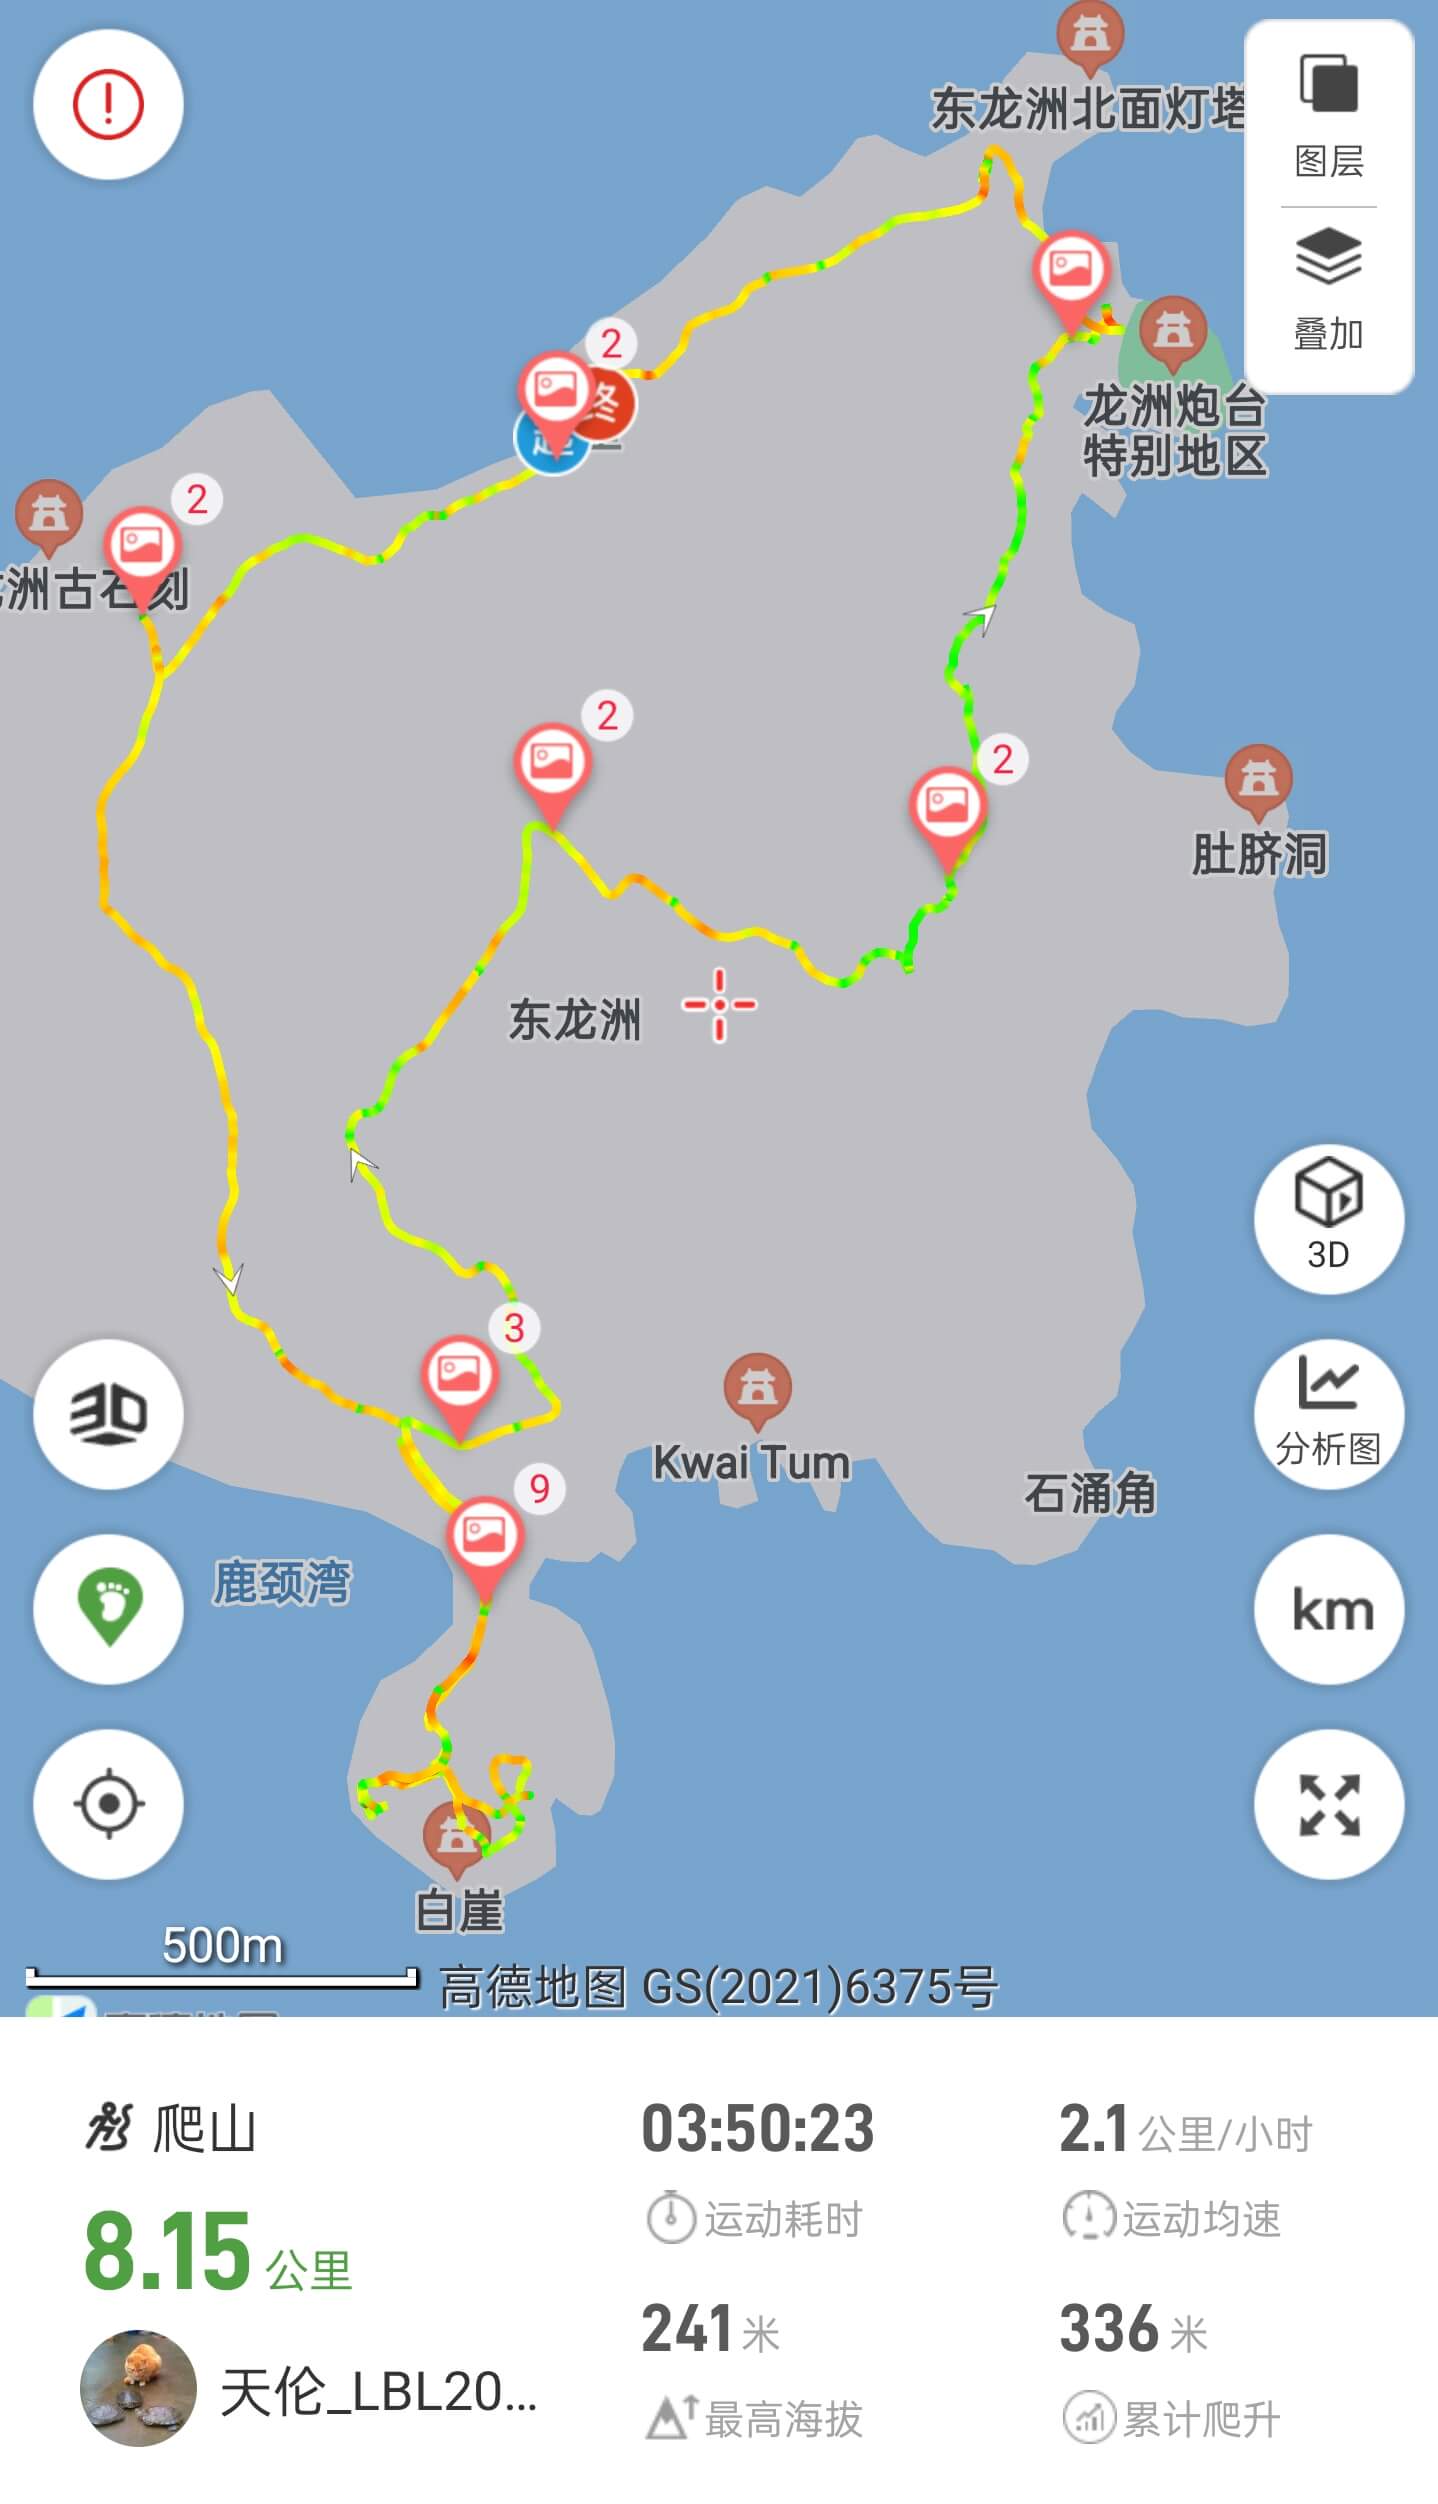 东龙洲北面灯塔
图层
叠加
2
终
龙洲炮台
特别地区
2
洲古石刻
2
2
肚脐洞
东龙洲
3D
3
分析图
3D
Kwai Tum
石涌角
9
鹿颈湾
km
白崖
500m
高德地图 GS(2021)6375号
爬山
03:50:23
2.1 公里/小时
运动耗时
运动均速
8.15 公里
241 米
336 米
天伦_LBL20...
最高海拔
累计爬升